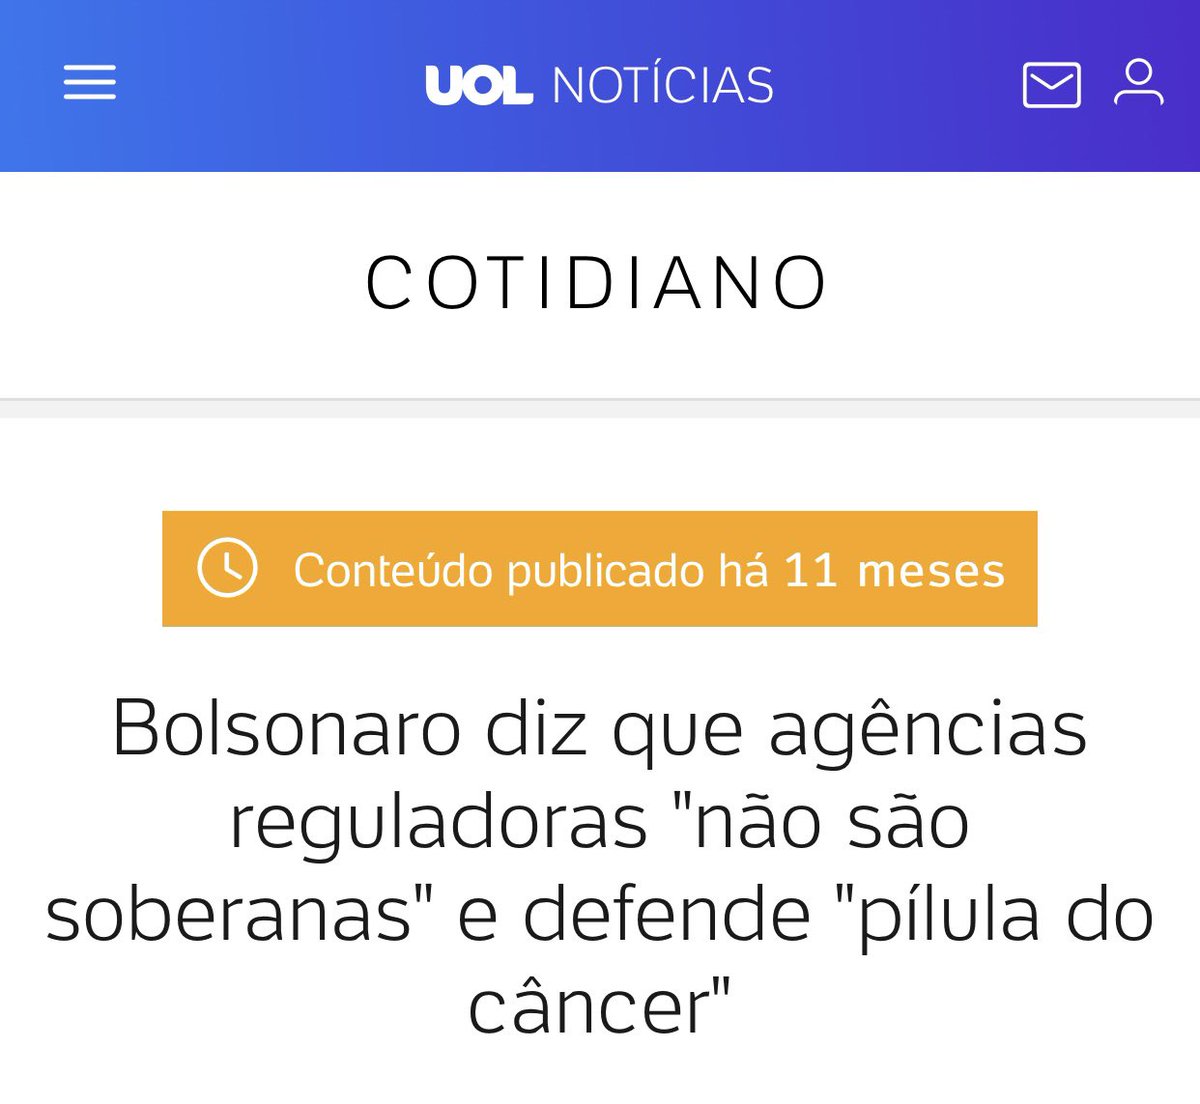 UOL NOTÍCIAS
COTIDIANO
Conteúdo publicado há 11 meses
Bolsonaro diz que agências
reguladoras "não são
soberanas" e defende "pílula do
câncer"